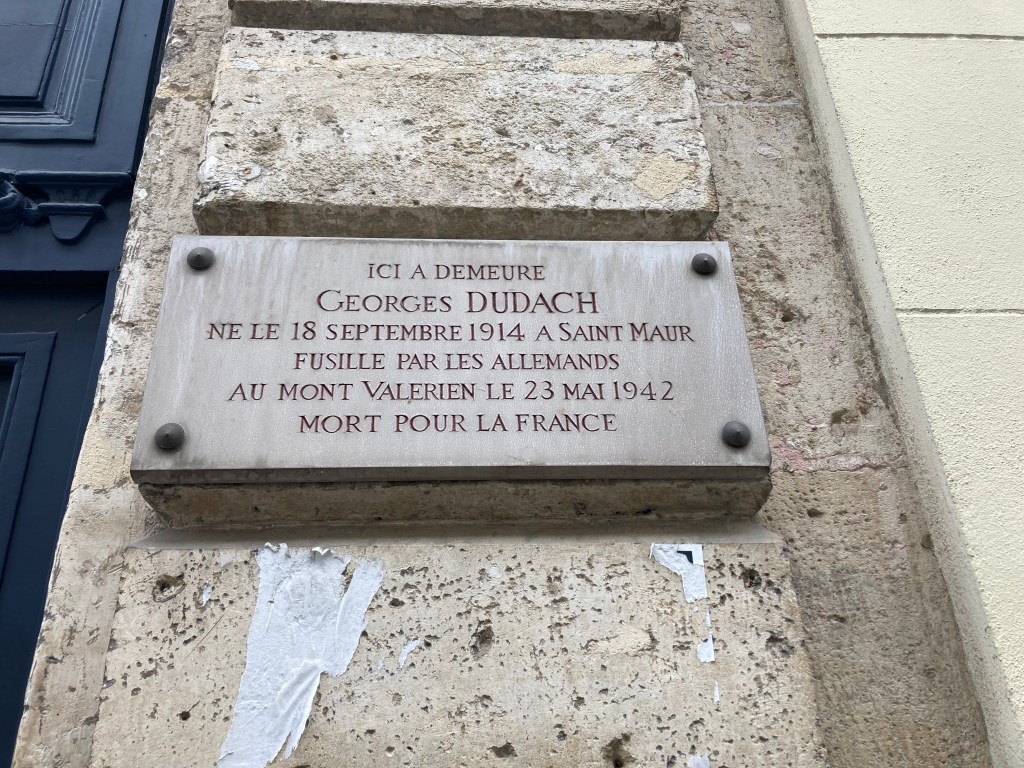 ICI A DEMEURE
GEORGES DUDACH
NE LE 18 SEPTEMBRE 1914 A SAINT MAUR
FUSILLE PAR LES ALLEMANDS
AU MONT VALERIEN LE 23 MAI 1942
MORT POUR LA FRANCE